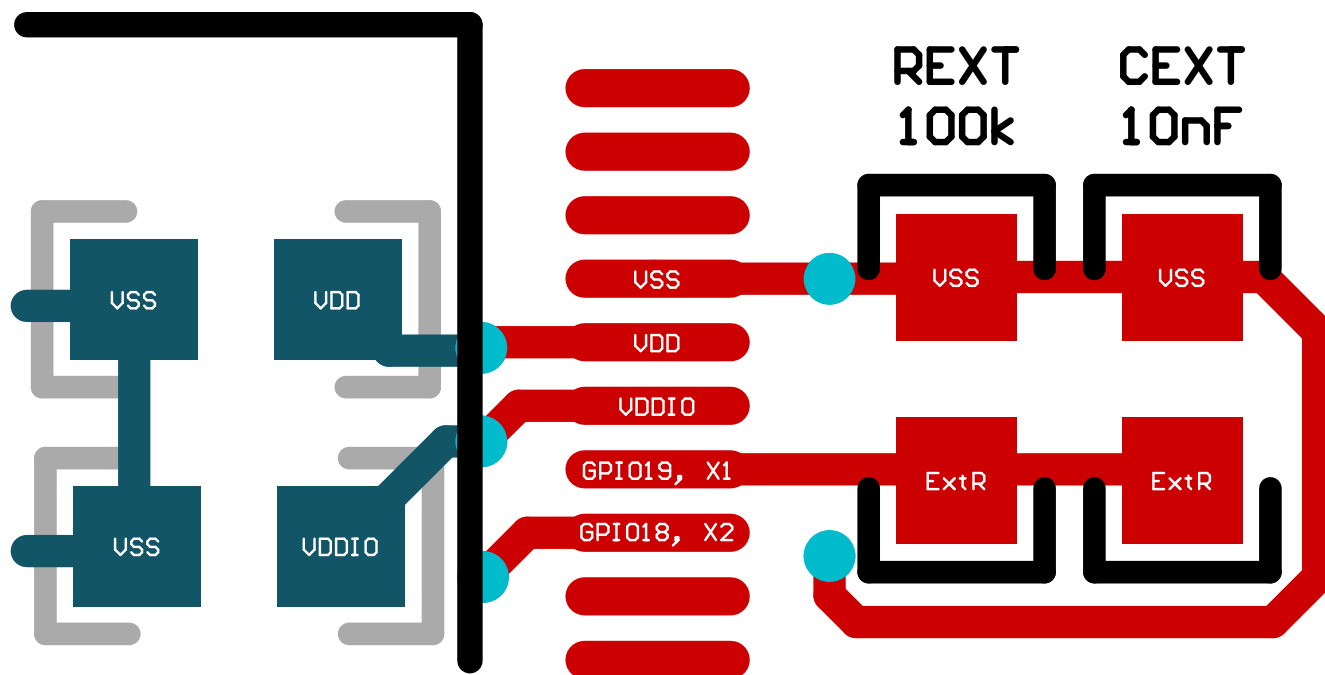 REXT
100k
CEXT
10nF
VSS
VDD
VSS
VSS
VSS
VDD
VDDIO
GPIO19, X1
ExtR
ExtR
GPIO18, X2
VSS
VDDIO